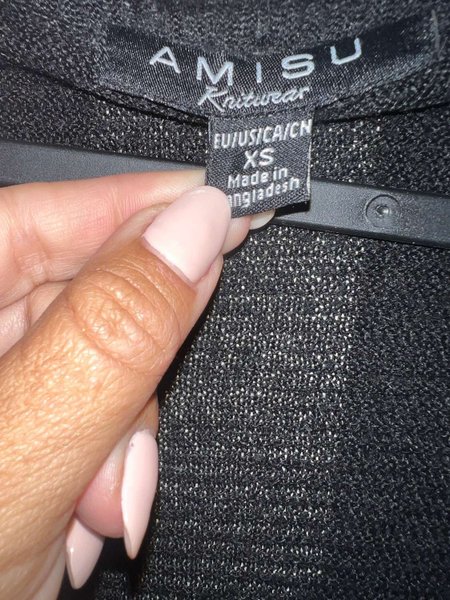 AMISU
Knitwear
EU/US/CA/CN
XS
Made in
angladesh